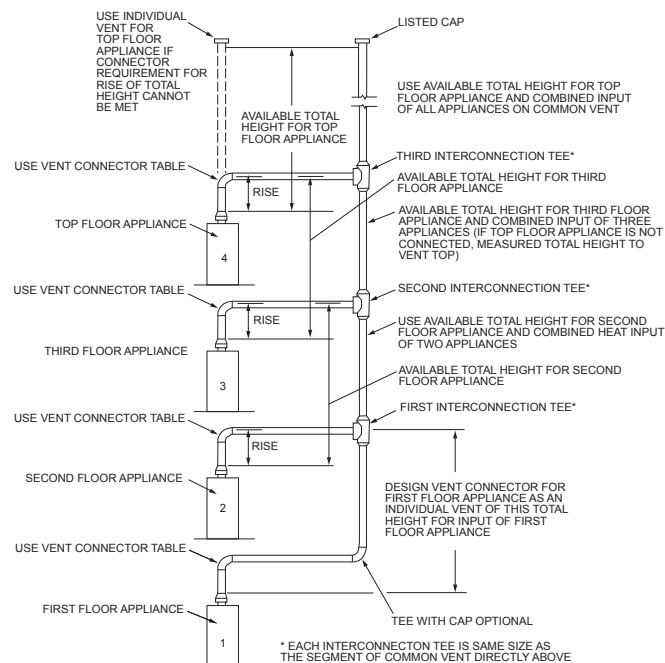 USE INDIVIDUAL
VENT FOR
TOP FLOOR
APPLIANCE IF
CONNECTOR
REQUIREMENT FOR
RISE OF TOTAL
HEIGHT CANNOT
BE MET
LISTED CAP
USE AVAILABLE TOTAL HEIGHT FOR TOP
FLOOR APPLIANCE AND COMBINED INPUT
OF ALL APPLIANCES ON COMMON VENT
AVAILABLE TOTAL
HEIGHT FOR TOP
FLOOR APPLIANCE
USE VENT CONNECTOR TABLE
THIRD INTERCONNECTION TEE*
AVAILABLE TOTAL HEIGHT FOR THIRD
FLOOR APPLIANCE
RISE
AVAILABLE TOTAL HEIGHT FOR THIRD FLOOR
APPLIANCE AND COMBINED INPUT OF THREE
APPLIANCES (IF TOP FLOOR APPLIANCE IS NOT
CONNECTED, MEASURED TOTAL HEIGHT TO
VENT TOP)
TOP FLOOR APPLIANCE
4
USE VENT CONNECTOR TABLE
SECOND INTERCONNECTION TEE*
RISE
USE AVAILABLE TOTAL HEIGHT FOR SECOND
FLOOR APPLIANCE AND COMBINED HEAT INPUT
OF TWO APPLIANCES
THIRD FLOOR APPLIANCE
3
AVAILABLE TOTAL HEIGHT FOR SECOND
FLOOR APPLIANCE
USE VENT CONNECTOR TABLE
FIRST INTERCONNECTION TEE*
RISE
SECOND FLOOR APPLIANCE
2
DESIGN VENT CONNECTOR FOR
FIRST FLOOR APPLIANCE AS AN
INDIVIDUAL VENT OF THIS TOTAL
HEIGHT FOR INPUT OF FIRST
FLOOR APPLIANCE
USE VENT CONNECTOR TABLE
FIRST FLOOR APPLIANCE
1
TEE WITH CAP OPTIONAL
* EACH INTERCONNECTON TEE IS SAME SIZE AS
THE SEGMENT OF COMMON VENT DIRECTLY ABOVE